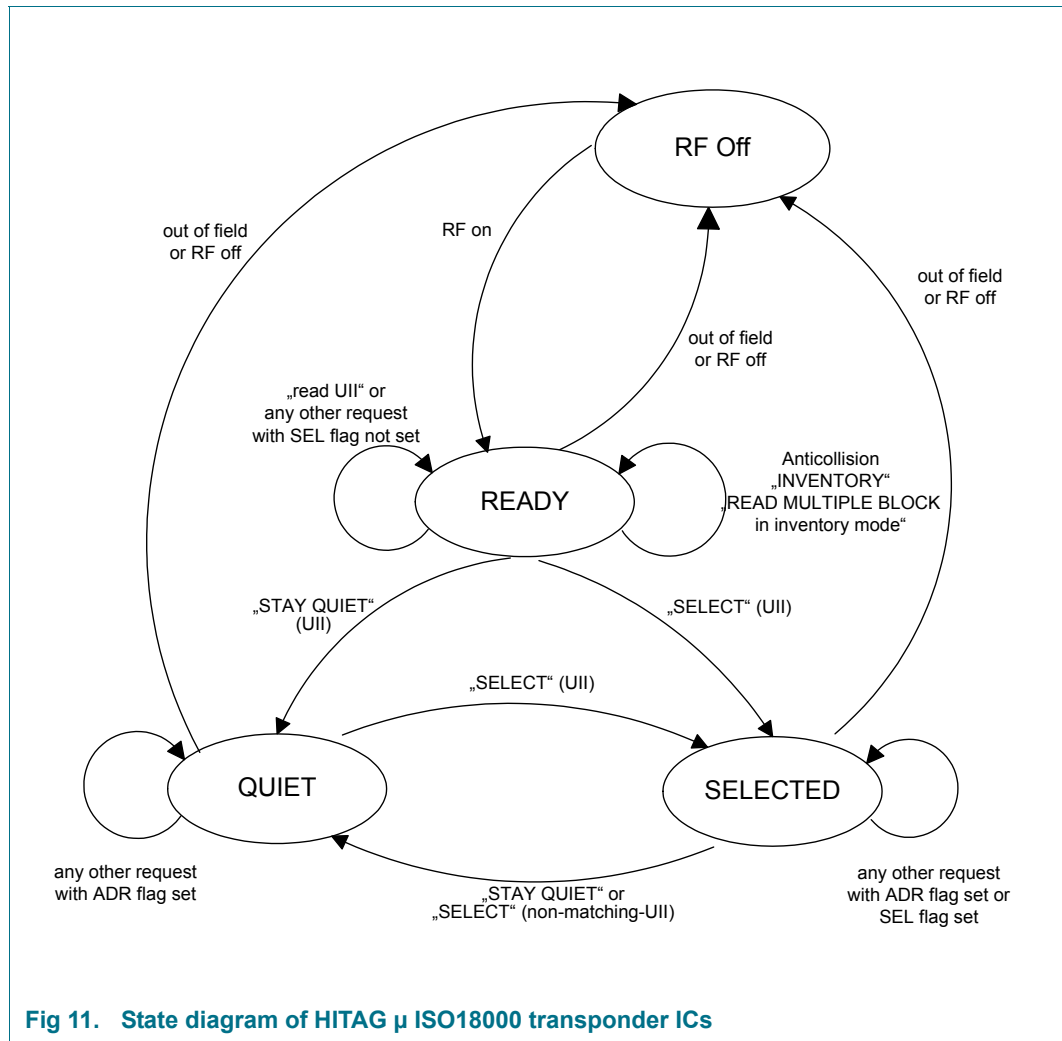 RF Off
out of field
or RF off
RF on
out of field
or RF off
out of field
or RF off
„read UII“ or
any other request
with SEL flag not set
READY
Anticollision
„INVENTORY“
„READ MULTIPLE BLOCK
in inventory mode“
„STAY QUIET“
(UII)
„SELECT“ (UII)
„SELECT“ (UII)
QUIET
SELECTED
any other request
with ADR flag set
„STAY QUIET“ or
„SELECT“ (non-matching-UII)
any other request
with ADR flag set or
SEL flag set
Fig 11. State diagram of HITAG µ ISO18000 transponder ICs